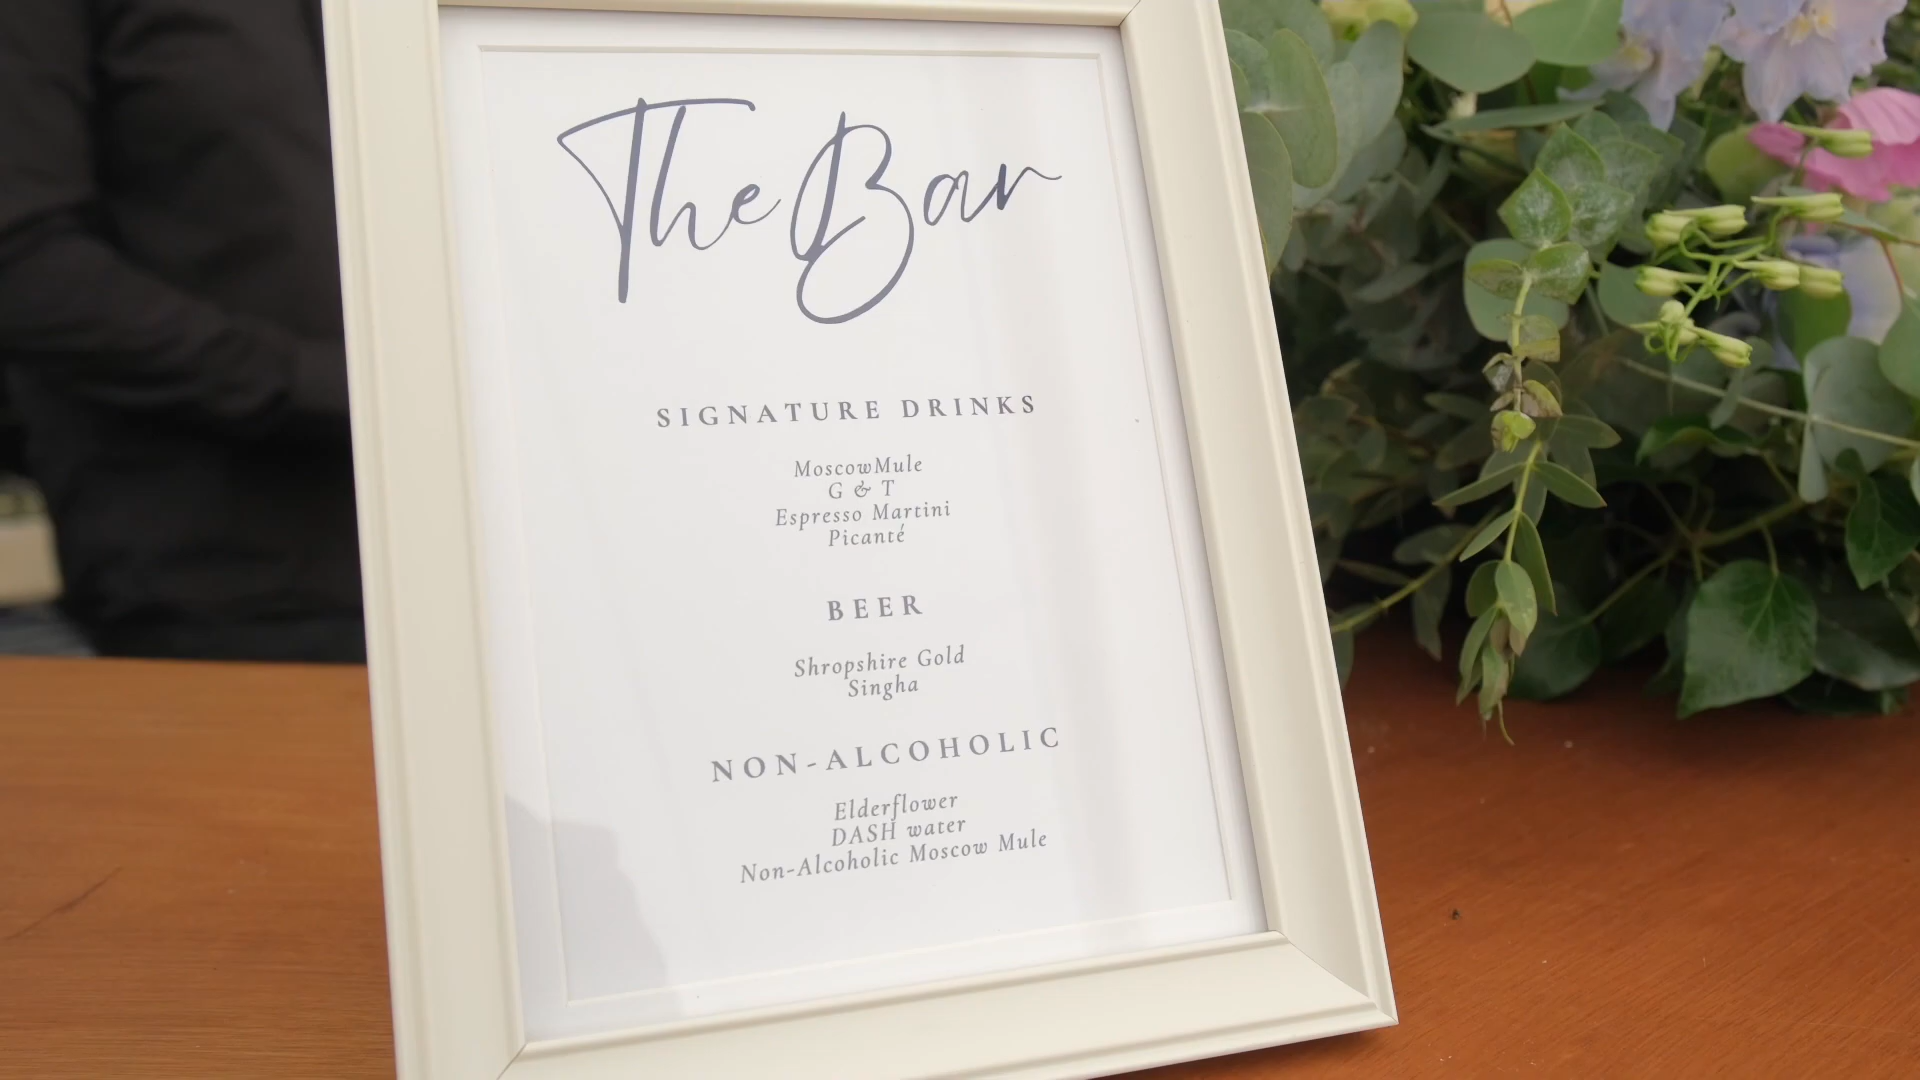 The Bar
SIGNATURE DRINKS
MoscowMule
G & T
Espresso Martini
Picanté
BEER
Shropshire Gold
Singha
NON-ALCOHOLIC
Elderflower
DASH water
Non-Alcoholic Moscow Mule